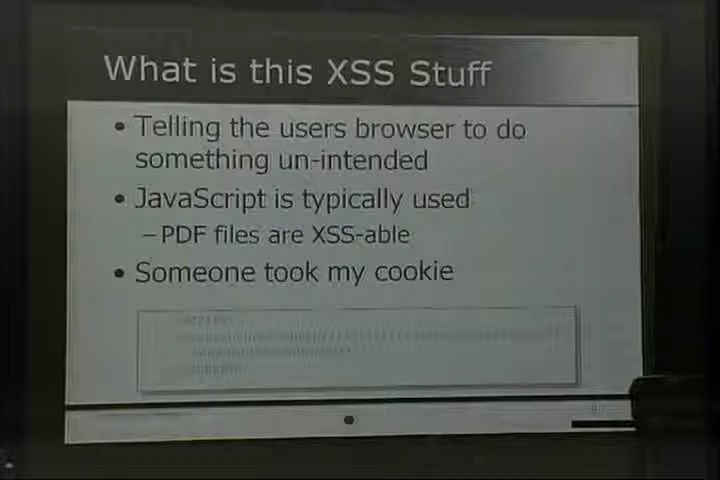 What is this XSS Stuff
• Telling the users browser to do
something un-intended
• JavaScript is typically used
– PDF files are XSS-able
• Someone took my cookie